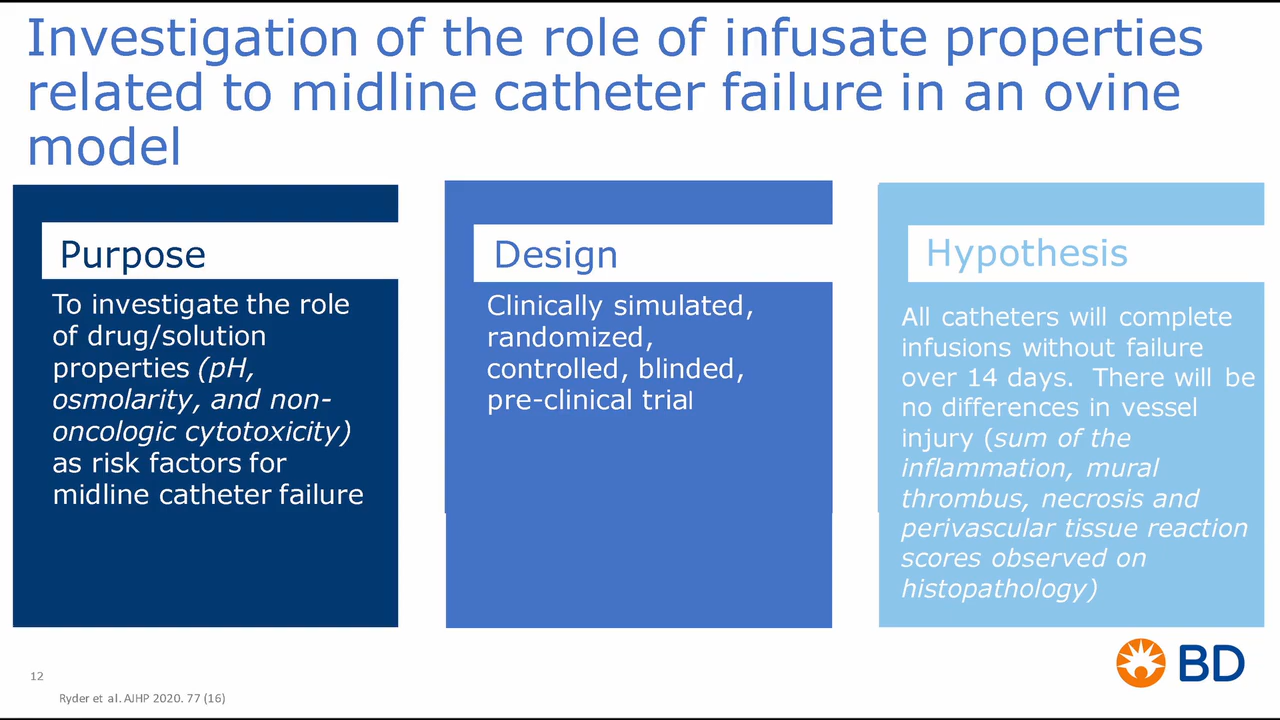 Investigation of the role of infusate properties
related to midline catheter failure in an ovine
model
Purpose
To investigate the role
of drug/solution
properties (pH,
osmolarity, and non-
oncologic cytotoxicity)
as risk factors for
midline catheter failure
Design
Clinically simulated,
randomized,
controlled, blinded,
pre-clinical trial
Hypothesis
All catheters will complete
infusions without failure
over 14 days.  There will be
no differences in vessel
injury (sum of the
inflammation, mural
thrombus, necrosis and
perivascular tissue reaction
scores observed on
histopathology)
12
Ryder et al. AJHP 2020. 77 (16)
BD